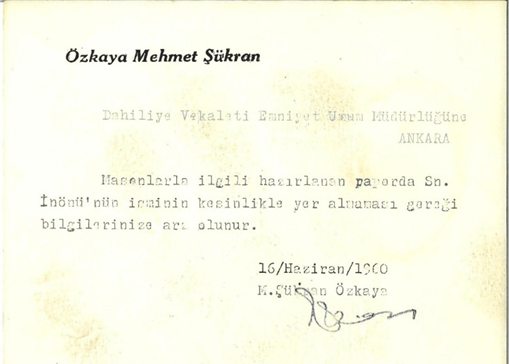 Özkaya Mehmet Şükran
Dahiliye Vekaleti Emniyet Umum Müdürlüğüne
ANKARA
Masonlarla ilgili hazırlanan paporda Sn.
İnönü'nün isminin kesinlikle yer almaması gereği
bilgilerinize arz olunur.
16/Haziran/1960
M.Şükran Özkaya